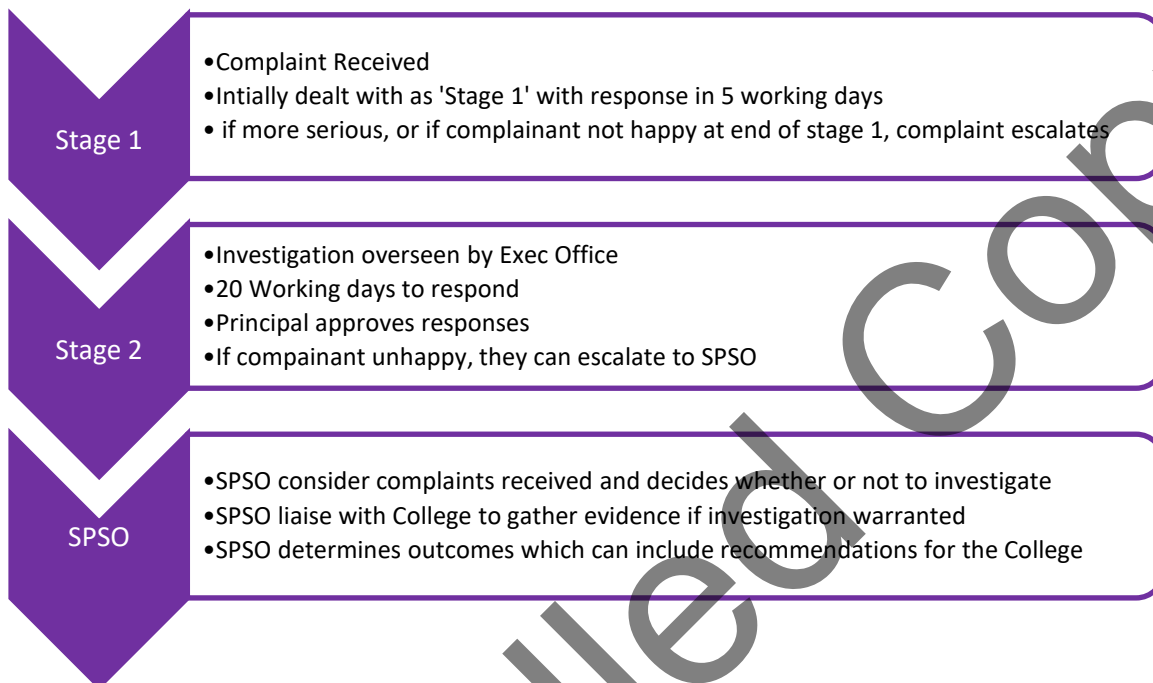 Stage 1
•Complaint Received
•Intially dealt with as 'Stage 1' with response in 5 working days
• if more serious, or if complainant not happy at end of stage 1, complaint escalates
Stage 2
•Investigation overseen by Exec Office
•20 Working days to respond
•Principal approves responses
•If compainant unhappy, they can escalate to SPSO
SPSO
•SPSO consider complaints received and decides whether or not to investigate
•SPSO liaise with College to gather evidence if investigation warranted
•SPSO determines outcomes which can include recommendations for the College